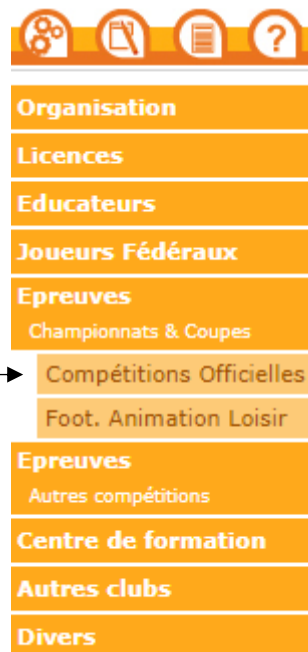 ?
Organisation
Licences
Educateurs
Joueurs Fédéraux
Epreuves
Championnats & Coupes
Compétitions Officielles
Foot. Animation Loisir
Epreuves
Autres compétitions
Centre de formation
Autres clubs
Divers